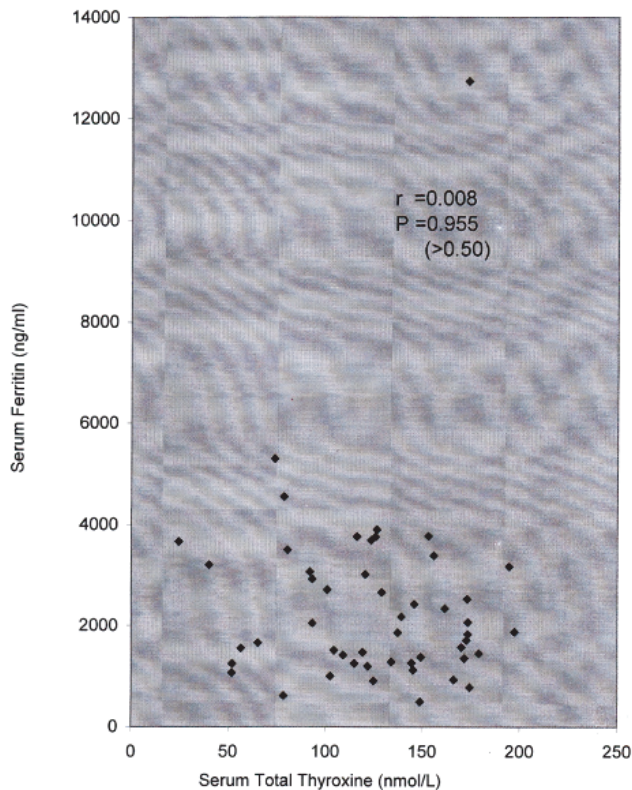 14000
12000
10000
8000
6000
4000
2000
0
r =0.008
P =0.955
(>0.50)
Serum Ferritin (ng/ml)
0 50 100 150 200 250
Serum Total Thyroxine (nmol/L)